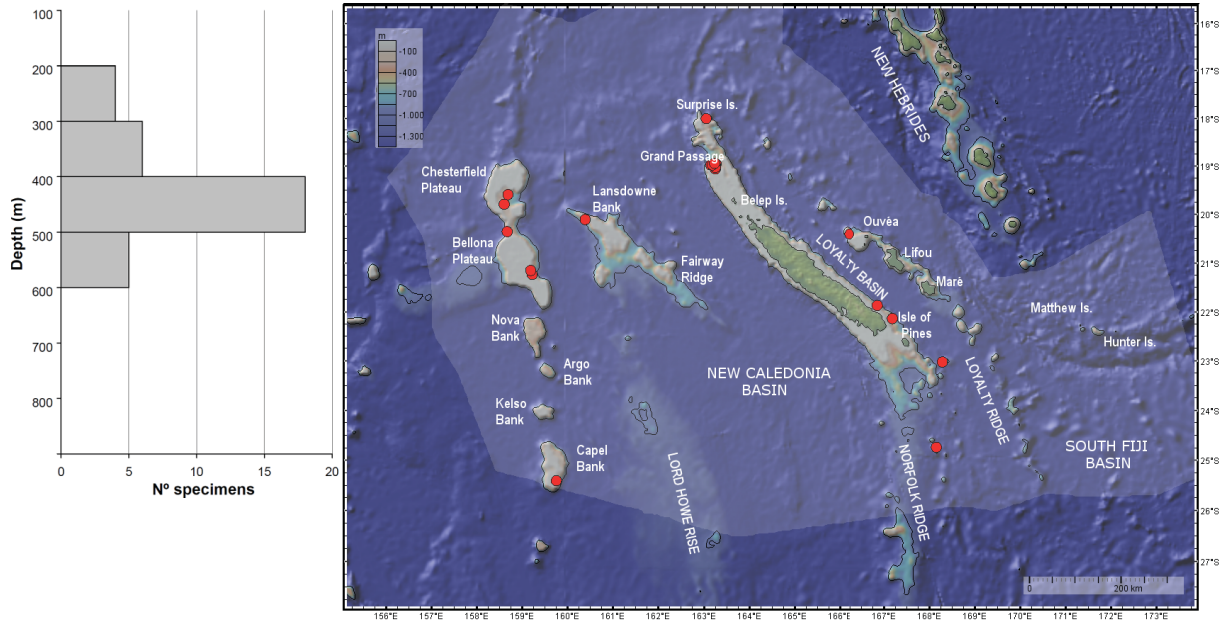 100
200
300
400
500
600
700
800
Depth (m)
0
5
10
15
20
Nº specimens
m
-100
-400
-700
-1.000
-1.300
Surprise Is.
Grand Passage
Chesterfield
Plateau
Lansdowne
Bank
Belep Is.
Bellona
Plateau
Fairway
Ridge
Nova
Bank
Argo
Bank
Kelso
Bank
Capel
Bank
NEW CALEDONIA
BASIN
LORD HOWE RISE
NORFOLK RIDGE
LOYALTY BASIN
LOYALTY RIDGE
NEW HEBRIDES
Ouvéa
Lifou
Maré
Isle of
Pines
Matthew Is.
Hunter Is.
SOUTH FIJI
BASIN
0
200 km
16°S
17°S
18°S
19°S
20°S
21°S
22°S
23°S
24°S
25°S
26°S
27°S
156°E
157°E
158°E
159°E
160°E
161°E
162°E
163°E
164°E
165°E
166°E
167°E
168°E
169°E
170°E
171°E
172°E
173°E